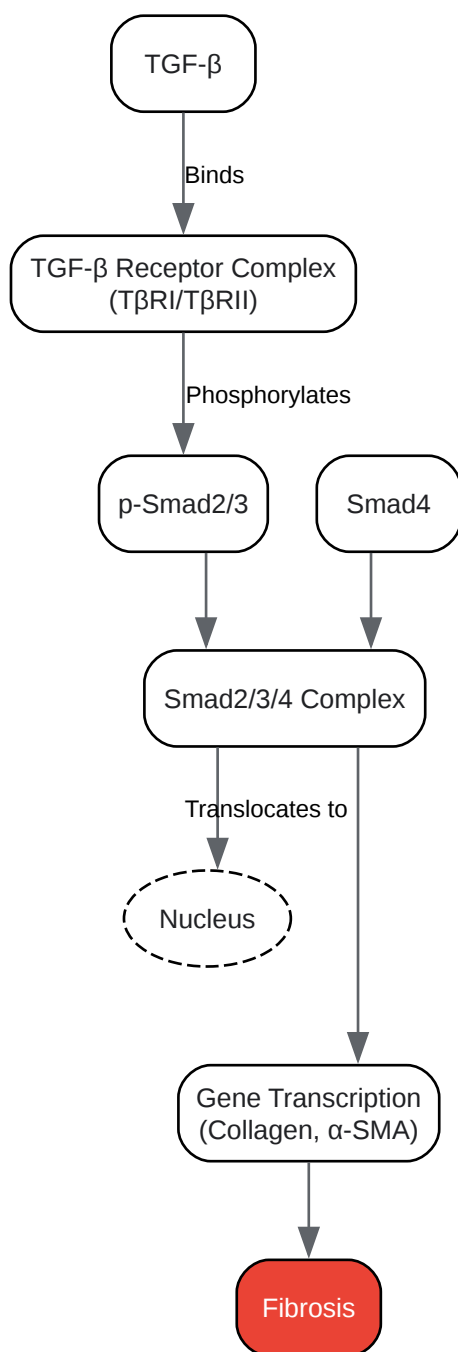 TGF-β
Binds
TGF-β Receptor Complex
(TβRI/TβRII)
Phosphorylates
p-Smad2/3
Smad4
Smad2/3/4 Complex
Translocates to
Nucleus
Gene Transcription
(Collagen, α-SMA)
Fibrosis